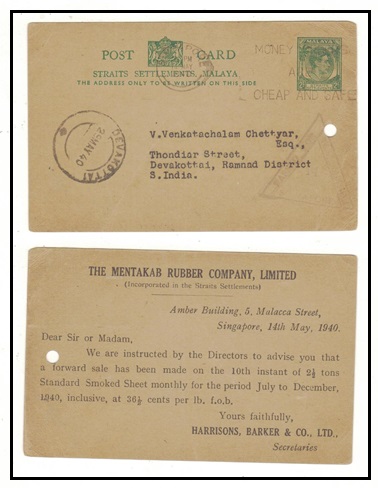 POST CARD
STRAITS SETTLEMENTS, MALAYA
THE ADDRESS ONLY TO BE WRITTEN ON THIS SIDE
MALAYA
MONEY
CHEAP AND SAFE
DEVAKOTTAI
MAY 40
V.Venkatachalam Chettyar,
Esq.,
Thondiar Street,
Devakottai, Ramnad District
S.India.
THE MENTAKAB RUBBER COMPANY, LIMITED
(Incorporated in the Straits Settlements)
Amber Building, 5, Malacca Street,
Singapore, 14th May, 1940.
Dear Sir or Madam,
We are instructed by the Directors to advise you that
a forward sale has been made on the 10th instant of 2½ tons
Standard Smoked Sheet monthly for the period July to December,
1940, inclusive, at 36½ cents per lb. f.o.b.
Yours faithfully,
HARRISONS, BARKER & CO., LTD.,
Secretaries